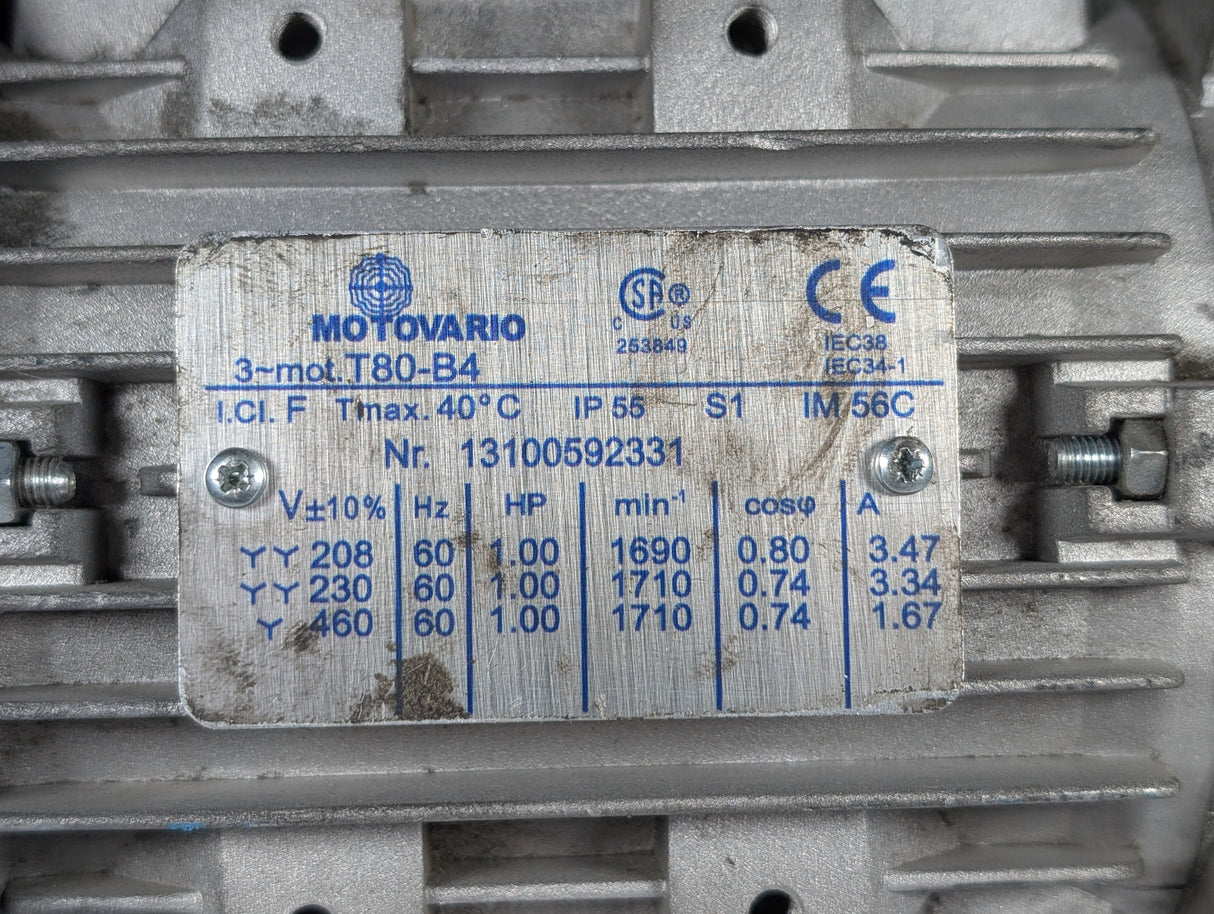 MOTOVARIO
CSA ®
C US
253849
CE
IEC38
IEC34-1
3~mot. T80-B4
I.Cl. F Tmax. 40°C IP 55 S1 IM 56C
Nr. 13100592331
V±10% Hz HP min-1 cosφ A
YY 208 60 1.00 1690 0.80 3.47
YY 230 60 1.00 1710 0.74 3.34
Y 460 60 1.00 1710 0.74 1.67